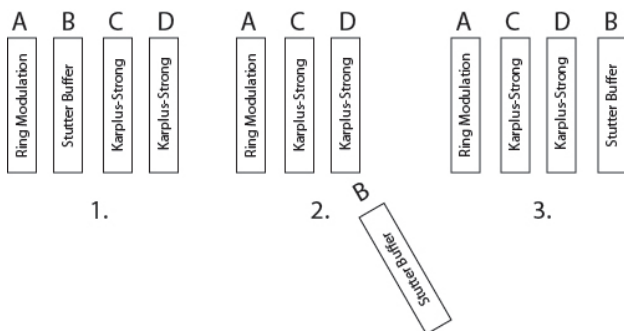 A B C D
Ring Modulation
Stutter Buffer
Karplus-Strong
Karplus-Strong
1.
A C D
Ring Modulation
Karplus-Strong
Karplus-Strong
B
Stutter Buffer
2.
A C D B
Ring Modulation
Karplus-Strong
Karplus-Strong
Stutter Buffer
3.